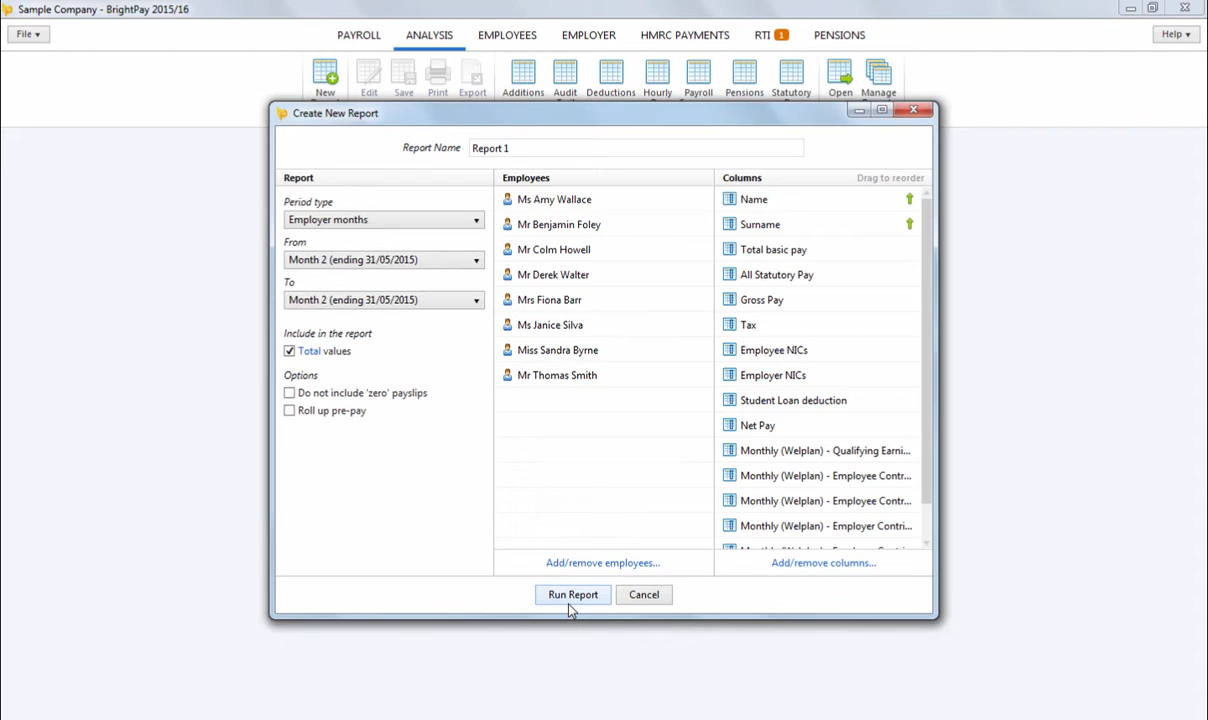 Sample Company - BrightPay 2015/16
File
PAYROLL ANALYSIS EMPLOYEES EMPLOYER HMRC PAYMENTS RTI 1 PENSIONS
Help
New Edit Save Print Export Additions Audit Deductions Hourly Payroll Pensions Statutory Open Manage
Create New Report
Report Name Report 1
Report
Period type
Employer months
From
Month 2 (ending 31/05/2015)
To
Month 2 (ending 31/05/2015)
Include in the report
Total values
Options
Do not include 'zero' payslips
Roll up pre-pay
Employees
Ms Amy Wallace
Mr Benjamin Foley
Mr Colm Howell
Mr Derek Walter
Mrs Fiona Barr
Ms Janice Silva
Miss Sandra Byrne
Mr Thomas Smith
Add/remove employees...
Columns Drag to reorder
Name
Surname
Total basic pay
All Statutory Pay
Gross Pay
Tax
Employee NICs
Employer NICs
Student Loan deduction
Net Pay
Monthly (Welplan) - Qualifying Earni...
Monthly (Welplan) - Employee Contr...
Monthly (Welplan) - Employee Contr...
Monthly (Welplan) - Employer Contri...
Add/remove columns...
Run Report Cancel